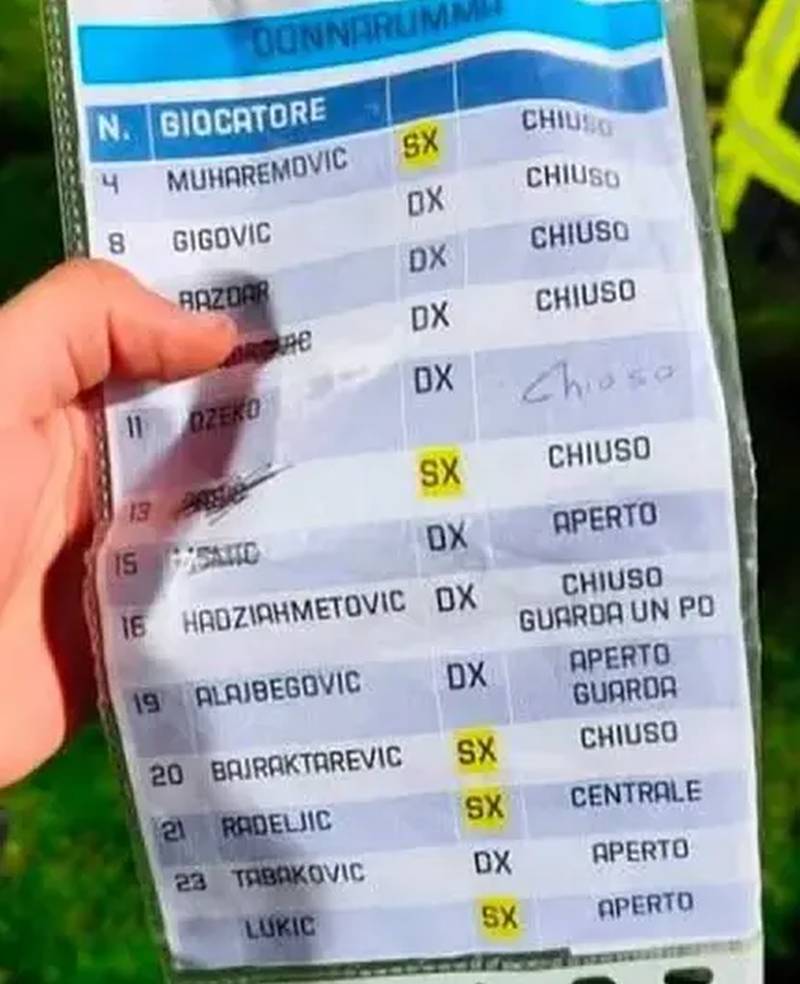 DONNARUMMA
N. GIOCATORE
4 MUHAREMOVIC SX CHIUSO
8 GIGOVIC DX CHIUSO
BAZDAR DX CHIUSO
DX CHIUSO
11 DZEKO DX Chiuso
13 SX CHIUSO
15 DX APERTO
16 HADZIAHMETOVIC DX CHIUSO
GUARDA UN PO
19 ALAJBEGOVIC DX APERTO
GUARDA
20 BAJRAKTAREVIC SX CHIUSO
21 RADELJIC SX CENTRALE
23 TABAKOVIC DX APERTO
LUKIC SX APERTO